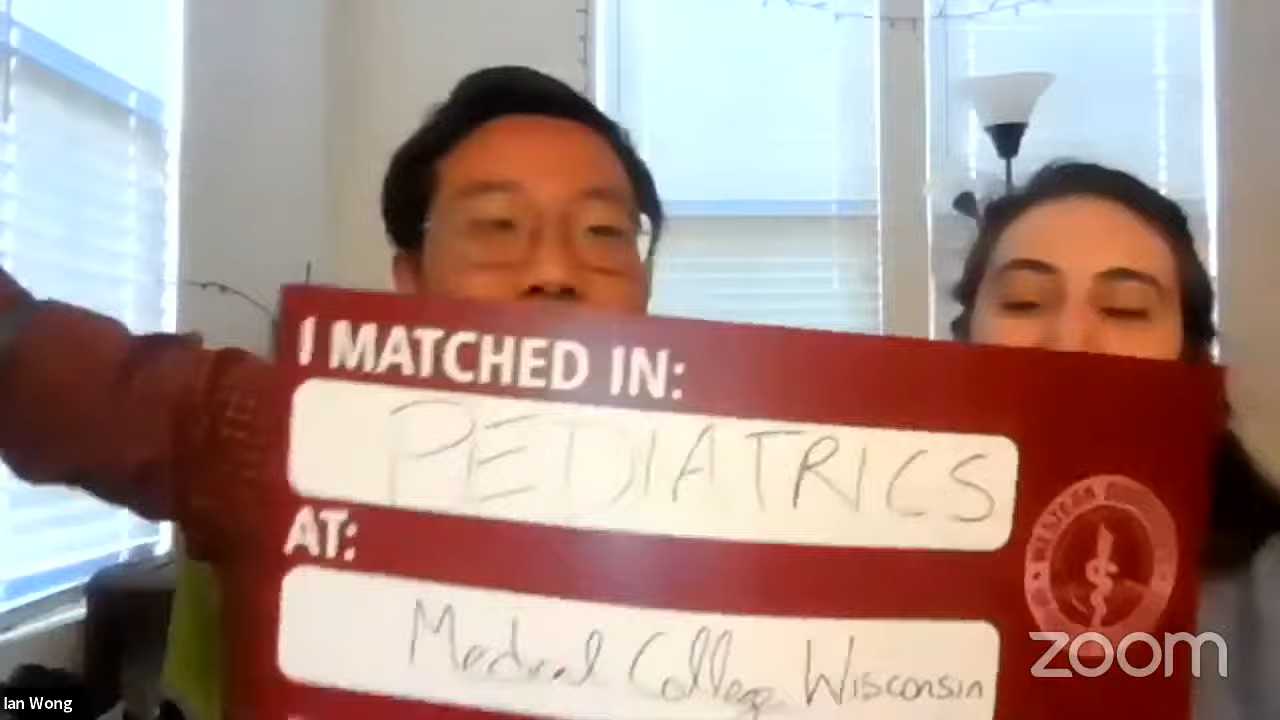 I MATCHED IN:
PEDIATRICS
AT:
Medical College Wisconsin
zoom
Ian Wong